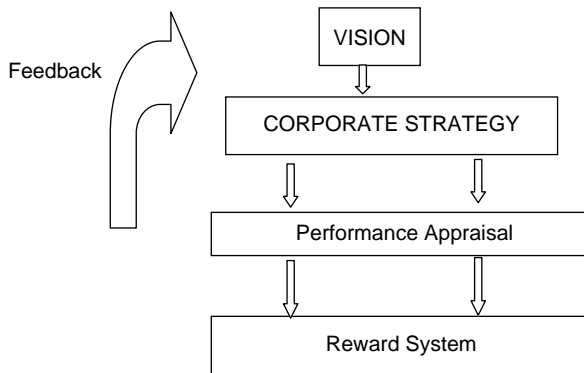 VISION
Feedback
CORPORATE STRATEGY
Performance Appraisal
Reward System